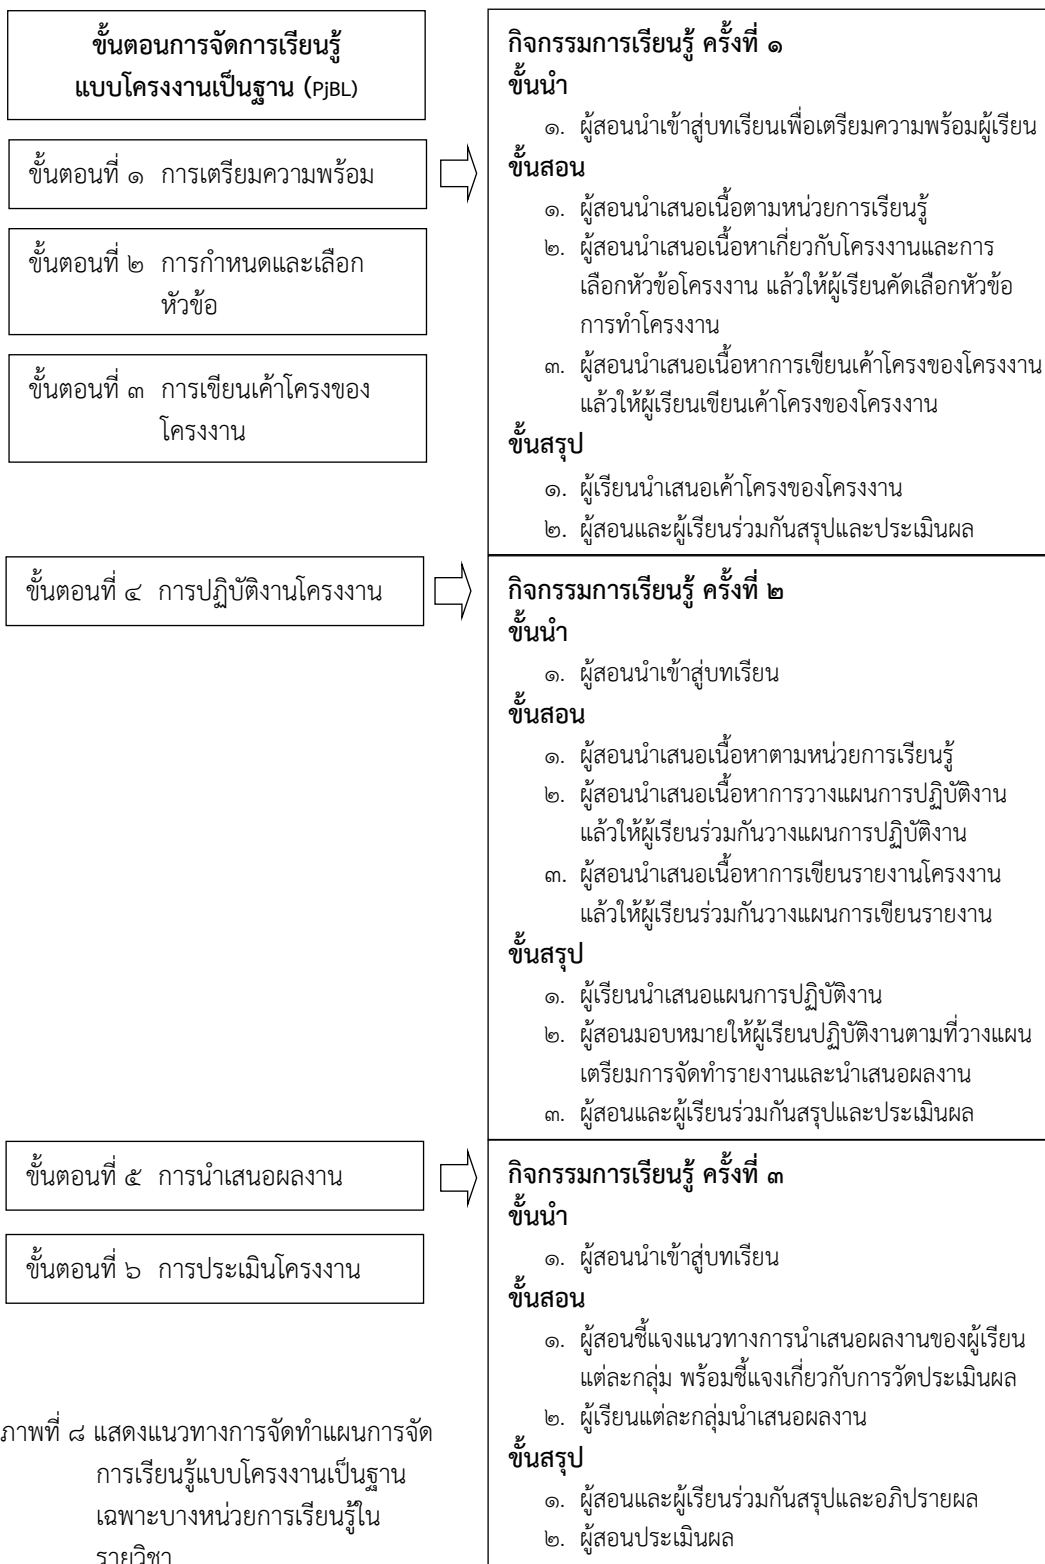 ขั้นตอนการจัดการเรียนรู้
แบบโครงงานเป็นฐาน (PjBL)
ขั้นตอนที่ ๑ การเตรียมความพร้อม
ขั้นตอนที่ ๒ การกำหนดและเลือก
หัวข้อ
ขั้นตอนที่ ๓ การเขียนเค้าโครงของ
โครงงาน
กิจกรรมการเรียนรู้ ครั้งที่ ๑
ขั้นนำ
๑. ผู้สอนนำเข้าสู่บทเรียนเพื่อเตรียมความพร้อมผู้เรียน
ขั้นสอน
๑. ผู้สอนนำเสนอเนื้อตามหน่วยการเรียนรู้
๒. ผู้สอนนำเสนอเนื้อหาเกี่ยวกับโครงงานและการ
เลือกหัวข้อโครงงาน แล้วให้ผู้เรียนคัดเลือกหัวข้อ
การทำโครงงาน
๓. ผู้สอนนำเสนอเนื้อหาการเขียนเค้าโครงของโครงงาน
แล้วให้ผู้เรียนเขียนเค้าโครงของโครงงาน
ขั้นสรุป
๑. ผู้เรียนนำเสนอเค้าโครงของโครงงาน
๒. ผู้สอนและผู้เรียนร่วมกันสรุปและประเมินผล
ขั้นตอนที่ ๔ การปฏิบัติงานโครงงาน
กิจกรรมการเรียนรู้ ครั้งที่ ๒
ขั้นนำ
๑. ผู้สอนนำเข้าสู่บทเรียน
ขั้นสอน
๑. ผู้สอนนำเสนอเนื้อหาตามหน่วยการเรียนรู้
๒. ผู้สอนนำเสนอเนื้อหาการวางแผนการปฏิบัติงาน
แล้วให้ผู้เรียนร่วมกันวางแผนการปฏิบัติงาน
๓. ผู้สอนนำเสนอเนื้อหาการเขียนรายงานโครงงาน
แล้วให้ผู้เรียนร่วมกันวางแผนการเขียนรายงาน
ขั้นสรุป
๑. ผู้เรียนนำเสนอแผนการปฏิบัติงาน
๒. ผู้สอนมอบหมายให้ผู้เรียนปฏิบัติงานตามที่วางแผน
เตรียมการจัดทำรายงานและนำเสนอผลงาน
๓. ผู้สอนและผู้เรียนร่วมกันสรุปและประเมินผล
ขั้นตอนที่ ๕ การนำเสนอผลงาน
ขั้นตอนที่ ๖ การประเมินโครงงาน
กิจกรรมการเรียนรู้ ครั้งที่ ๓
ขั้นนำ
๑. ผู้สอนนำเข้าสู่บทเรียน
ขั้นสอน
๑. ผู้สอนชี้แจงแนวทางการนำเสนอผลงานของผู้เรียน
แต่ละกลุ่ม พร้อมชี้แจงเกี่ยวกับการวัดประเมินผล
๒. ผู้เรียนแต่ละกลุ่มนำเสนอผลงาน
ขั้นสรุป
๑. ผู้สอนและผู้เรียนร่วมกันสรุปและอภิปรายผล
๒. ผู้สอนประเมินผล
ภาพที่ ๘ แสดงแนวทางการจัดทำแผนการจัด
การเรียนรู้แบบโครงงานเป็นฐาน
เฉพาะบางหน่วยการเรียนรู้ใน
รายวิชา